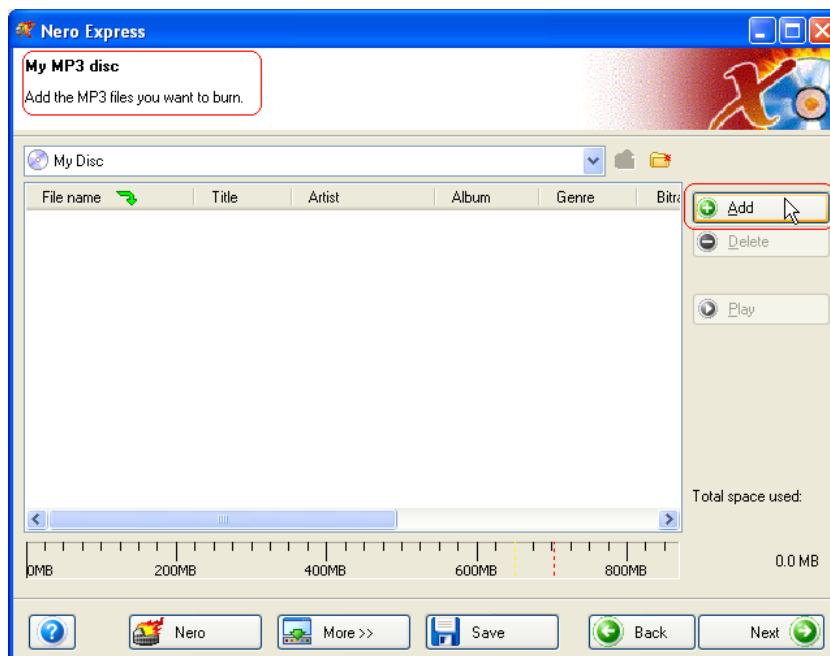 Nero Express
My MP3 disc
Add the MP3 files you want to burn.
My Disc
File name Title Artist Album Genre Bitra
Add
Delete
Play
Total space used:
0MB 200MB 400MB 600MB 800MB
0.0 MB
Nero More >> Save Back Next